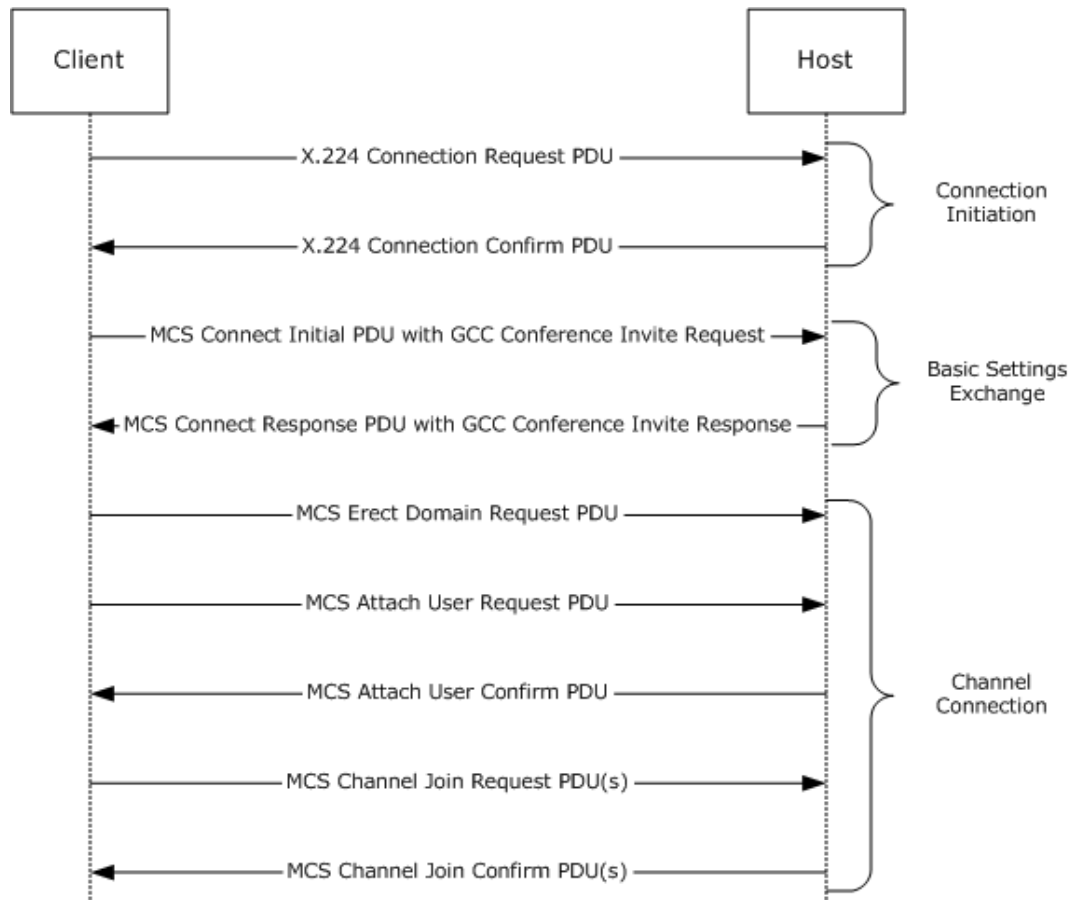 Client
Host
X.224 Connection Request PDU
Connection
Initiation
X.224 Connection Confirm PDU
MCS Connect Initial PDU with GCC Conference Invite Request
Basic Settings
Exchange
MCS Connect Response PDU with GCC Conference Invite Response
MCS Erect Domain Request PDU
MCS Attach User Request PDU
MCS Attach User Confirm PDU
Channel
Connection
MCS Channel Join Request PDU(s)
MCS Channel Join Confirm PDU(s)